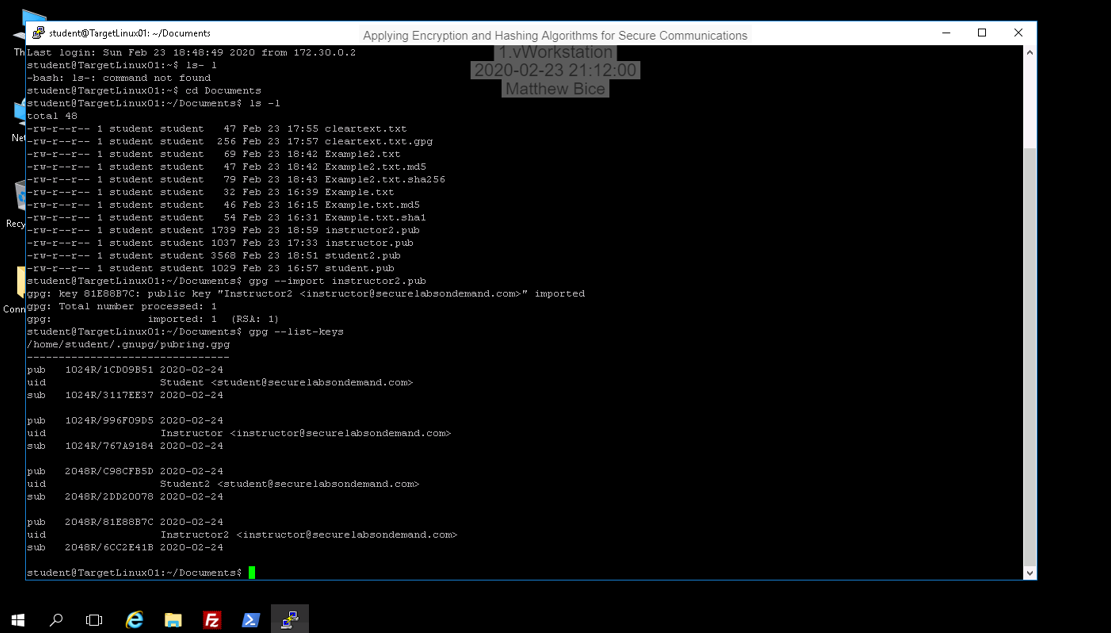 student@TargetLinux01: ~/Documents
Applying Encryption and Hashing Algorithms for Secure Communications
1.vWorkstation
2020-02-23 21:12:00
Matthew Bice
Th
Net
Recy
Conn
Last login: Sun Feb 23 18:48:49 2020 from 172.30.0.2
student@TargetLinux01:~$ ls- l
-bash: ls-: command not found
student@TargetLinux01:~$ cd Documents
student@TargetLinux01:~/Documents$ ls -l
total 48
-rw-r--r-- 1 student student   47 Feb 23 17:55 cleartext.txt
-rw-r--r-- 1 student student  256 Feb 23 17:57 cleartext.txt.gpg
-rw-r--r-- 1 student student   69 Feb 23 18:42 Example2.txt
-rw-r--r-- 1 student student   47 Feb 23 18:42 Example2.txt.md5
-rw-r--r-- 1 student student   79 Feb 23 18:43 Example2.txt.sha256
-rw-r--r-- 1 student student   32 Feb 23 16:39 Example.txt
-rw-r--r-- 1 student student   46 Feb 23 16:15 Example.txt.md5
-rw-r--r-- 1 student student   54 Feb 23 16:31 Example.txt.sha1
-rw-r--r-- 1 student student 1739 Feb 23 18:59 instructor2.pub
-rw-r--r-- 1 student student 1037 Feb 23 17:33 instructor.pub
-rw-r--r-- 1 student student 3568 Feb 23 18:51 student2.pub
-rw-r--r-- 1 student student 1029 Feb 23 16:57 student.pub
student@TargetLinux01:~/Documents$ gpg --import instructor2.pub
gpg: key 81E88B7C: public key "Instructor2 <instructor@securelabsondemand.com>" imported
gpg: Total number processed: 1
gpg:               imported: 1  (RSA: 1)
student@TargetLinux01:~/Documents$ gpg --list-keys
/home/student/.gnupg/pubring.gpg
--------------------------------
pub   1024R/1CD09B51 2020-02-24
uid                  Student <student@securelabsondemand.com>
sub   1024R/3117EE37 2020-02-24
pub   1024R/996F09D5 2020-02-24
uid                  Instructor <instructor@securelabsondemand.com>
sub   1024R/767A9184 2020-02-24
pub   2048R/C98CFB5D 2020-02-24
uid                  Student2 <student@securelabsondemand.com>
sub   2048R/2DD20078 2020-02-24
pub   2048R/81E88B7C 2020-02-24
uid                  Instructor2 <instructor@securelabsondemand.com>
sub   2048R/6CC2E41B 2020-02-24
student@TargetLinux01:~/Documents$